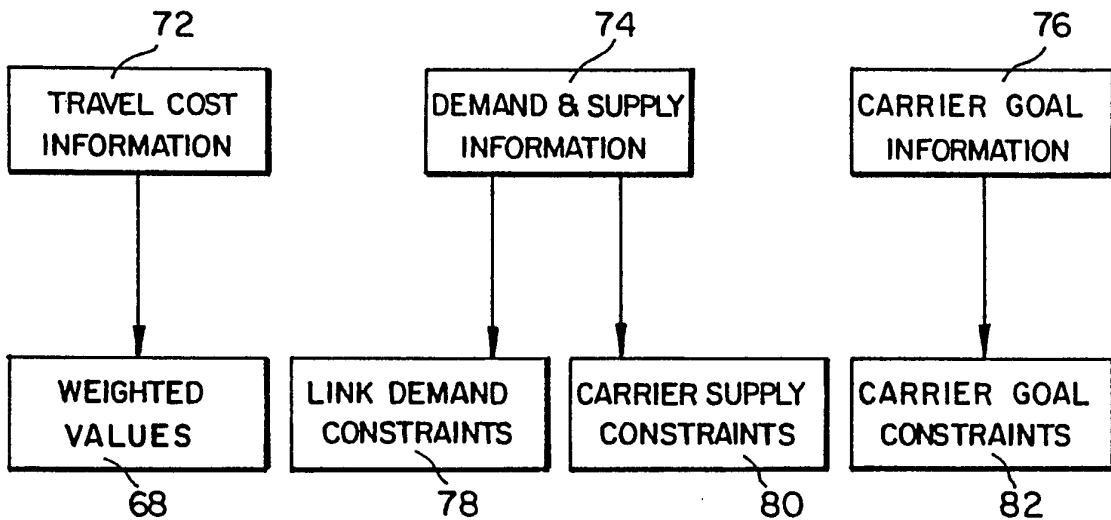 72
74
76
TRAVEL COST
INFORMATION
DEMAND & SUPPLY
INFORMATION
CARRIER GOAL
INFORMATION
WEIGHTED
VALUES
LINK DEMAND
CONSTRAINTS
CARRIER SUPPLY
CONSTRAINTS
CARRIER GOAL
CONSTRAINTS
68
78
80
82